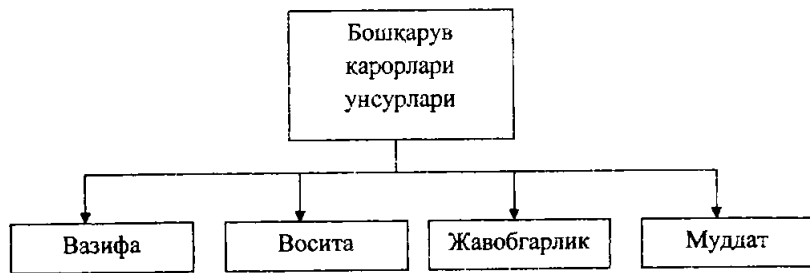 Бошқарув
қарорлари
унсурлари
Вазифа
Восита
Жавобгарлик
Муддат